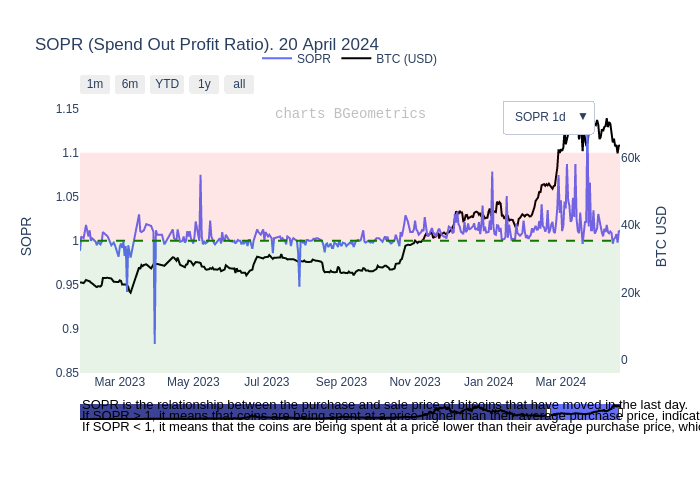 SOPR (Spend Out Profit Ratio). 20 April 2024
SOPR
BTC (USD)
1m
6m
YTD
1y
all
charts BGeometrics
SOPR 1d
1.15
1.1
1.05
1
0.95
0.9
0.85
SOPR
60k
40k
20k
0
BTC USD
Mar 2023
May 2023
Jul 2023
Sep 2023
Nov 2023
Jan 2024
Mar 2024
SOPR is the relationship between the purchase and sale price of bitcoins that have moved in the last day.
If SOPR > 1, it means that coins are being spent at a price higher than their average purchase price, indicat
If SOPR < 1, it means that the coins are being spent at a price lower than their average purchase price, whic